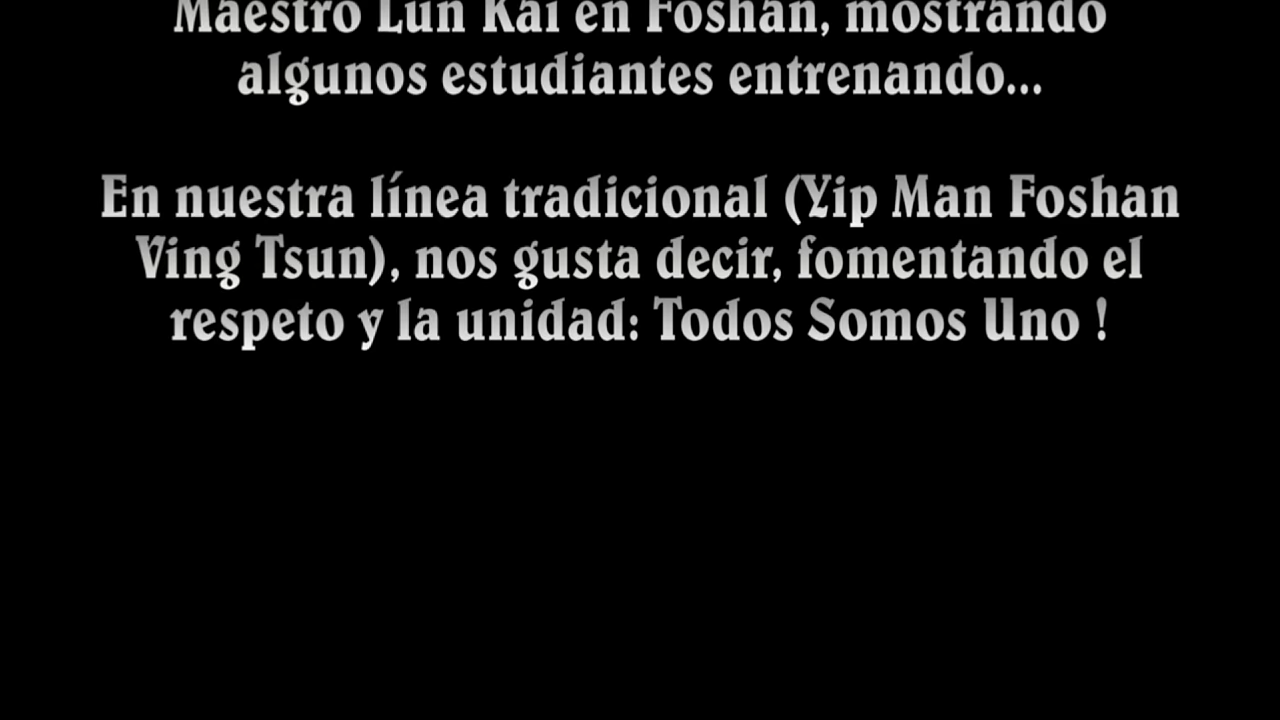 Maestro Lun Kai en Foshan, mostrando
algunos estudiantes entrenando...
En nuestra línea tradicional (Yip Man Foshan
Ving Tsun), nos gusta decir, fomentando el
respeto y la unidad: Todos Somos Uno !